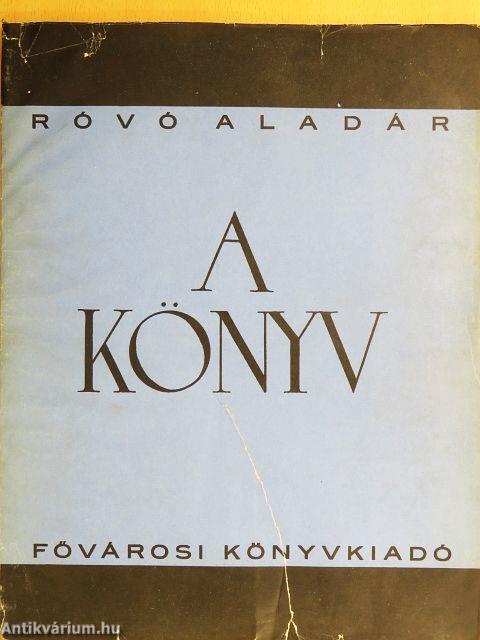 RÓVÓ ALADÁR
A
KÖNYV
FŐVÁROSI KÖNYVKIADÓ
Antikvárium.hu